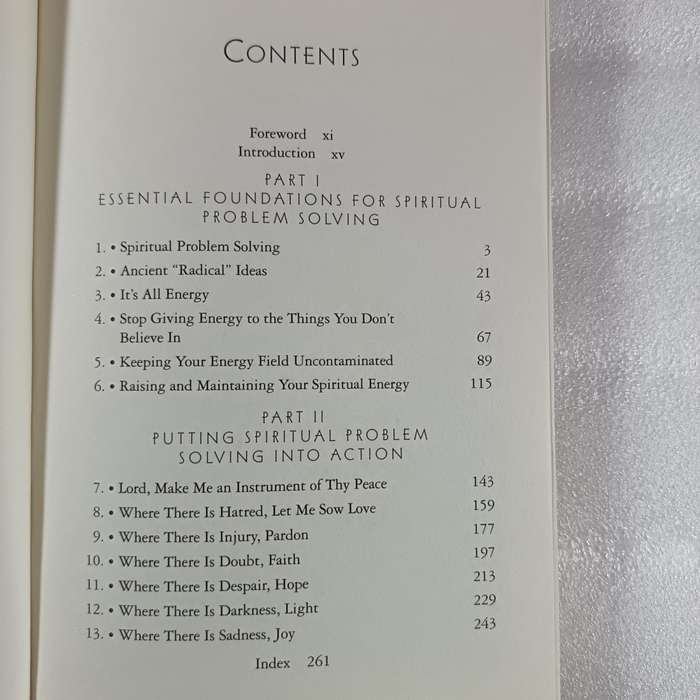 CONTENTS
Foreword xi
Introduction xv
PART I
ESSENTIAL FOUNDATIONS FOR SPIRITUAL
PROBLEM SOLVING
1. • Spiritual Problem Solving 3
2. • Ancient “Radical” Ideas 21
3. • It’s All Energy 43
4. • Stop Giving Energy to the Things You Don’t
Believe In 67
5. • Keeping Your Energy Field Uncontaminated 89
6. • Raising and Maintaining Your Spiritual Energy 115
PART II
PUTTING SPIRITUAL PROBLEM
SOLVING INTO ACTION
7. • Lord, Make Me an Instrument of Thy Peace 143
8. • Where There Is Hatred, Let Me Sow Love 159
9. • Where There Is Injury, Pardon 177
10. • Where There Is Doubt, Faith 197
11. • Where There Is Despair, Hope 213
12. • Where There Is Darkness, Light 229
13. • Where There Is Sadness, Joy 243
Index 261